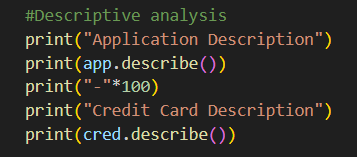 #Descriptive analysis
print("Application Description")
print(app.describe())
print("-"*100)
print("Credit Card Description")
print(cred.describe())